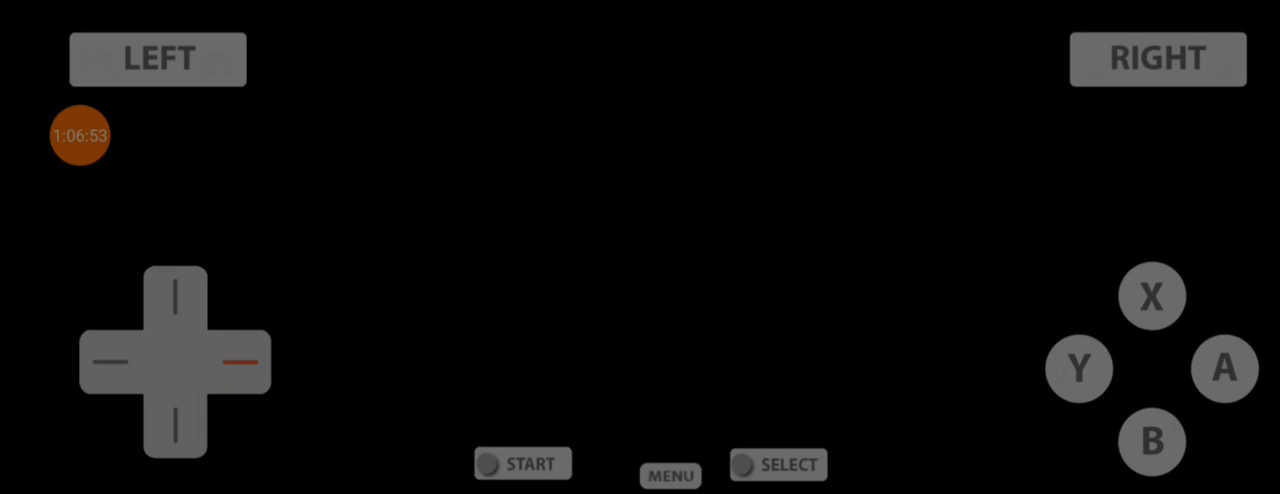 LEFT
RIGHT
1:06:53
X
Y
A
B
START
SELECT
MENU